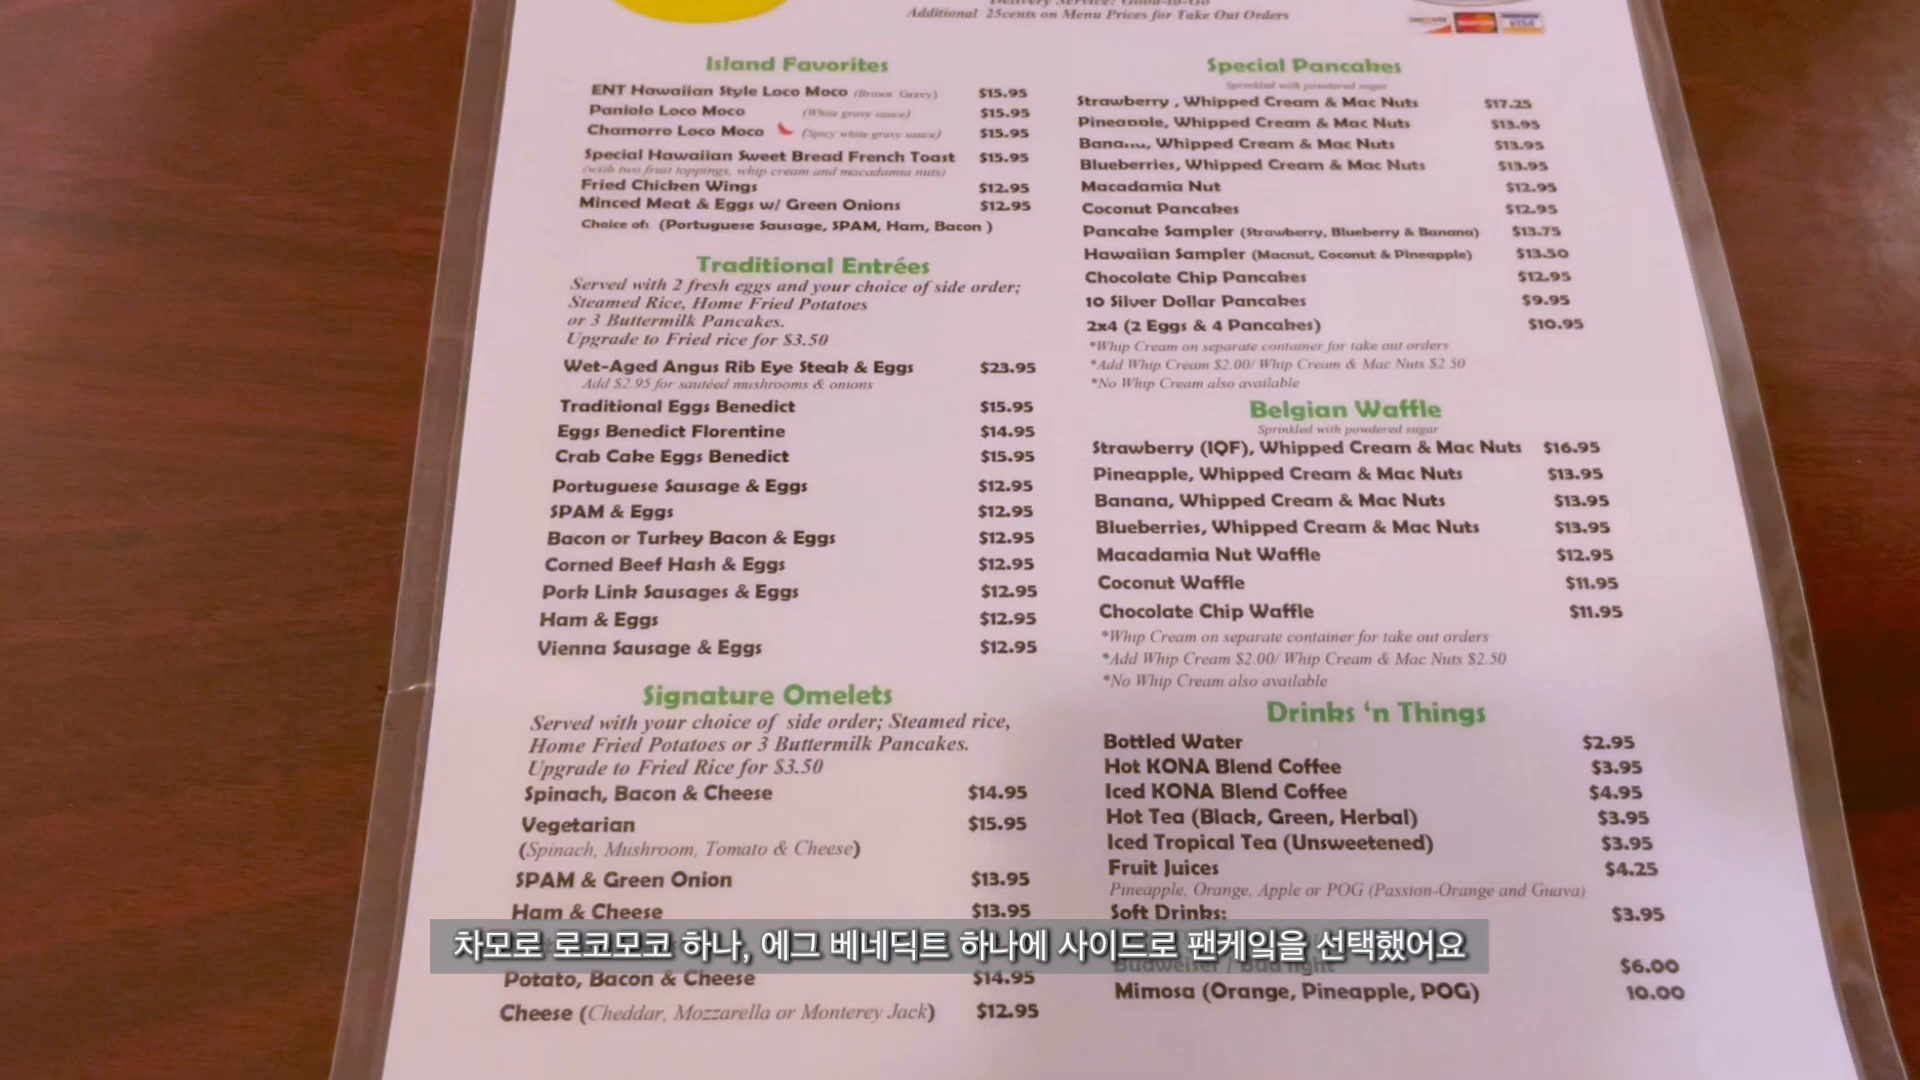 Delivery Service: Good-To-Go
Additional 25cents on Menu Prices for Take Out Orders
DISCOVER
MasterCard
VISA
Island Favorites
ENT Hawaiian Style Loco Moco (Brown Gravy) $15.95
Paniolo Loco Moco (White gravy sauce) $15.95
Chamorro Loco Moco (Spicy white gravy sauce) $15.95
Special Hawaiian Sweet Bread French Toast $15.95
(with two fruit toppings, whip cream and macadamia nuts)
Fried Chicken Wings $12.95
Minced Meat & Eggs w/ Green Onions $12.95
Choice of: (Portuguese Sausage, SPAM, Ham, Bacon )
Traditional Entrées
Served with 2 fresh eggs and your choice of side order;
Steamed Rice, Home Fried Potatoes
or 3 Buttermilk Pancakes.
Upgrade to Fried rice for $3.50
Wet-Aged Angus Rib Eye Steak & Eggs $23.95
Add $2.95 for sautéed mushrooms & onions
Traditional Eggs Benedict $15.95
Eggs Benedict Florentine $14.95
Crab Cake Eggs Benedict $15.95
Portuguese Sausage & Eggs $12.95
SPAM & Eggs $12.95
Bacon or Turkey Bacon & Eggs $12.95
Corned Beef Hash & Eggs $12.95
Pork Link Sausages & Eggs $12.95
Ham & Eggs $12.95
Vienna Sausage & Eggs $12.95
Signature Omelets
Served with your choice of side order; Steamed rice,
Home Fried Potatoes or 3 Buttermilk Pancakes.
Upgrade to Fried Rice for $3.50
Spinach, Bacon & Cheese $14.95
Vegetarian $15.95
(Spinach, Mushroom, Tomato & Cheese)
SPAM & Green Onion $13.95
Ham & Cheese $13.95
Potato, Bacon & Cheese $14.95
Cheese (Cheddar, Mozzarella or Monterey Jack) $12.95
Special Pancakes
Sprinkled with powdered sugar
Strawberry , Whipped Cream & Mac Nuts $17.25
Pineapple, Whipped Cream & Mac Nuts $13.95
Banana, Whipped Cream & Mac Nuts $13.95
Blueberries, Whipped Cream & Mac Nuts $13.95
Macadamia Nut $12.95
Coconut Pancakes $12.95
Pancake Sampler (Strawberry, Blueberry & Banana) $13.75
Hawaiian Sampler (Macnut, Coconut & Pineapple) $13.50
Chocolate Chip Pancakes $12.95
10 Silver Dollar Pancakes $9.95
2x4 (2 Eggs & 4 Pancakes) $10.95
*Whip Cream on separate container for take out orders
*Add Whip Cream $2.00/ Whip Cream & Mac Nuts $2.50
*No Whip Cream also available
Belgian Waffle
Sprinkled with powdered sugar
Strawberry (IQF), Whipped Cream & Mac Nuts $16.95
Pineapple, Whipped Cream & Mac Nuts $13.95
Banana, Whipped Cream & Mac Nuts $13.95
Blueberries, Whipped Cream & Mac Nuts $13.95
Macadamia Nut Waffle $12.95
Coconut Waffle $11.95
Chocolate Chip Waffle $11.95
*Whip Cream on separate container for take out orders
*Add Whip Cream $2.00/ Whip Cream & Mac Nuts $2.50
*No Whip Cream also available
Drinks 'n Things
Bottled Water $2.95
Hot KONA Blend Coffee $3.95
Iced KONA Blend Coffee $4.95
Hot Tea (Black, Green, Herbal) $3.95
Iced Tropical Tea (Unsweetened) $3.95
Fruit Juices $4.25
Pineapple, Orange, Apple or POG (Passion-Orange and Guava)
Soft Drinks: $3.95
Budweiser / Bud light $6.00
Mimosa (Orange, Pineapple, POG) 10.00
차모로 로코모코 하나, 에그 베네딕트 하나에 사이드로 팬케잌을 선택했어요